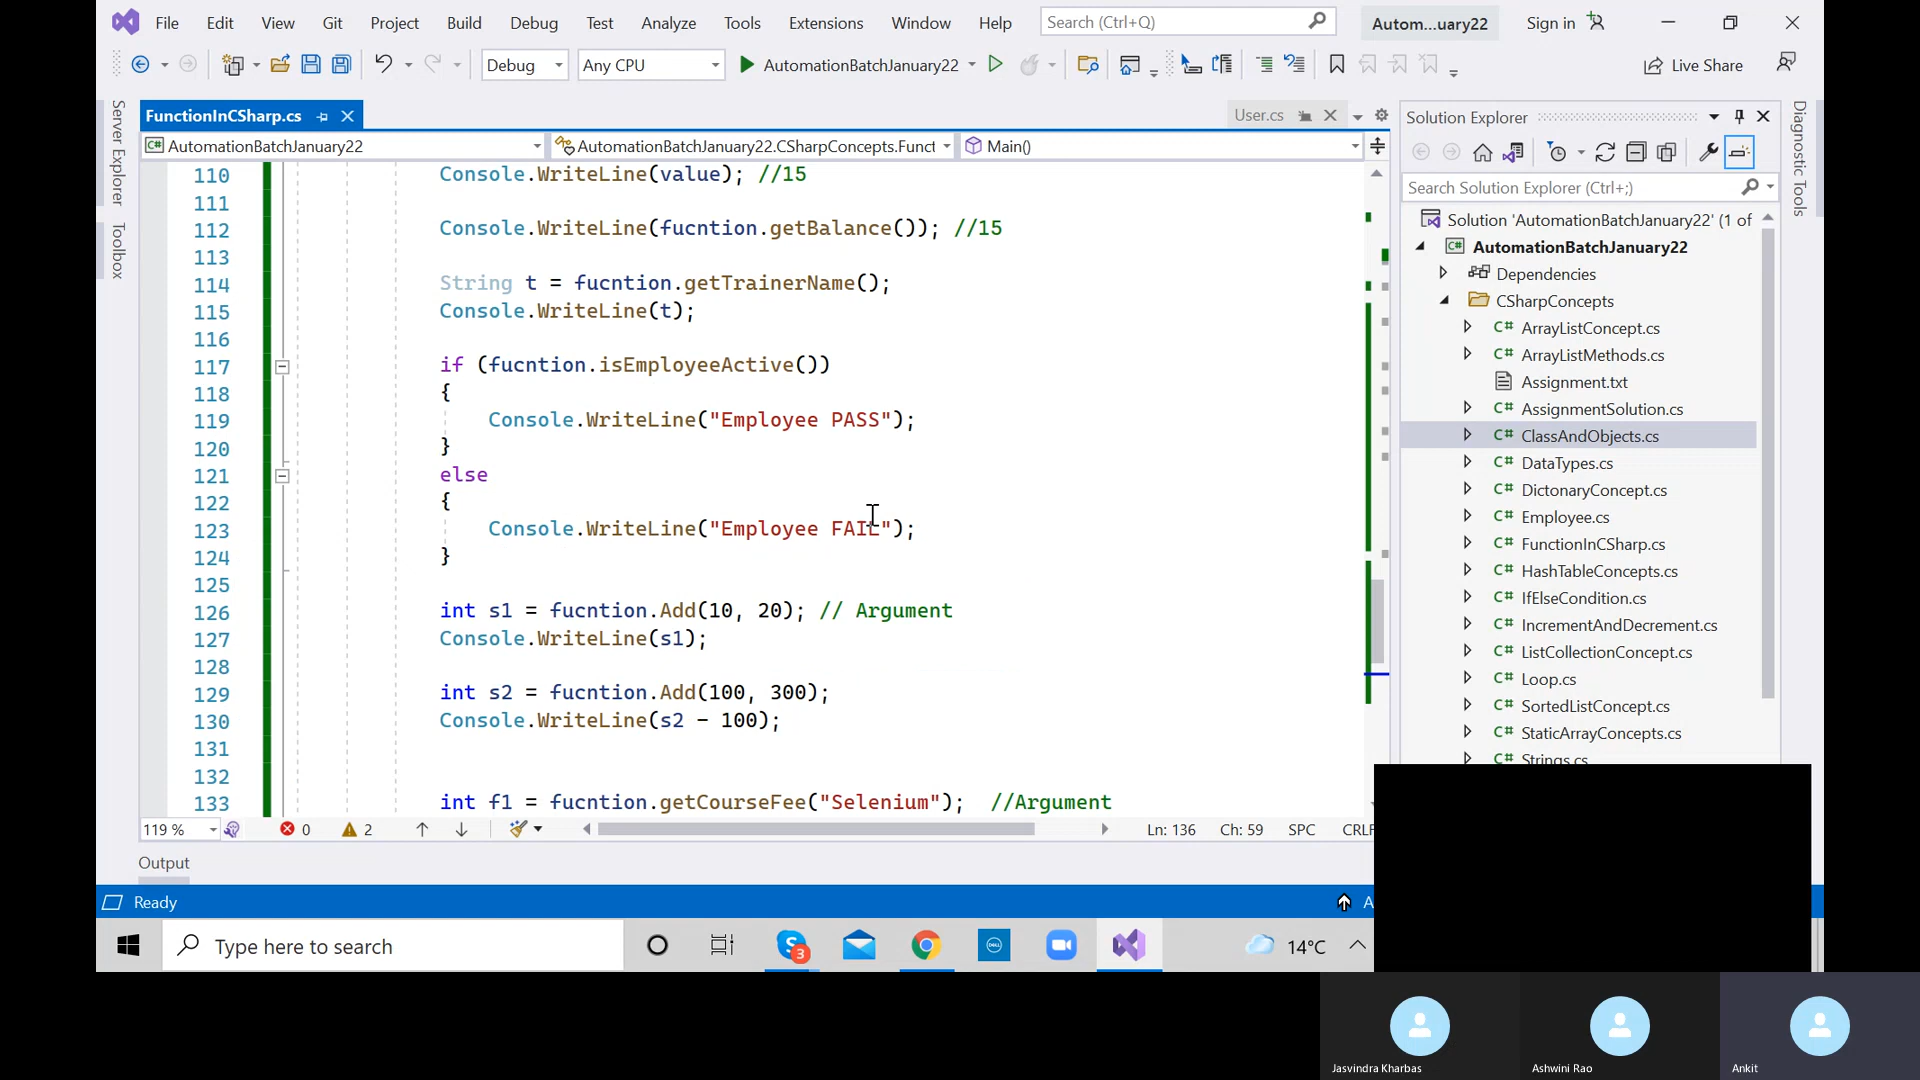 File Edit View Git Project Build Debug Test Analyze Tools Extensions Window Help Search (Ctrl+Q) Autom...uary22 Sign in
Debug Any CPU AutomationBatchJanuary22 Live Share
Server Explorer
Toolbox
FunctionInCSharp.cs User.cs
AutomationBatchJanuary22 AutomationBatchJanuary22.CSharpConcepts.Funct Main()
110 Console.WriteLine(value); //15
111
112 Console.WriteLine(fucntion.getBalance()); //15
113
114 String t = fucntion.getTrainerName();
115 Console.WriteLine(t);
116
117 if (fucntion.isEmployeeActive())
118 {
119 Console.WriteLine("Employee PASS");
120 }
121 else
122 {
123 Console.WriteLine("Employee FAIL");
124 }
125
126 int s1 = fucntion.Add(10, 20); // Argument
127 Console.WriteLine(s1);
128
129 int s2 = fucntion.Add(100, 300);
130 Console.WriteLine(s2 - 100);
131
132
133 int f1 = fucntion.getCourseFee("Selenium"); //Argument
119 % 0 2 Ln: 136 Ch: 59 SPC CRLF
Output
Ready A
Solution Explorer
Search Solution Explorer (Ctrl+;)
Solution 'AutomationBatchJanuary22' (1 of
C# AutomationBatchJanuary22
Dependencies
CSharpConcepts
C# ArrayListConcept.cs
C# ArrayListMethods.cs
Assignment.txt
C# AssignmentSolution.cs
C# ClassAndObjects.cs
C# DataTypes.cs
C# DictonaryConcept.cs
C# Employee.cs
C# FunctionInCSharp.cs
C# HashTableConcepts.cs
C# IfElseCondition.cs
C# IncrementAndDecrement.cs
C# ListCollectionConcept.cs
C# Loop.cs
C# SortedListConcept.cs
C# StaticArrayConcepts.cs
C# Strings.cs
Diagnostic Tools
Type here to search 3 DELL 14°C
Jasvindra Kharbas Ashwini Rao Ankit